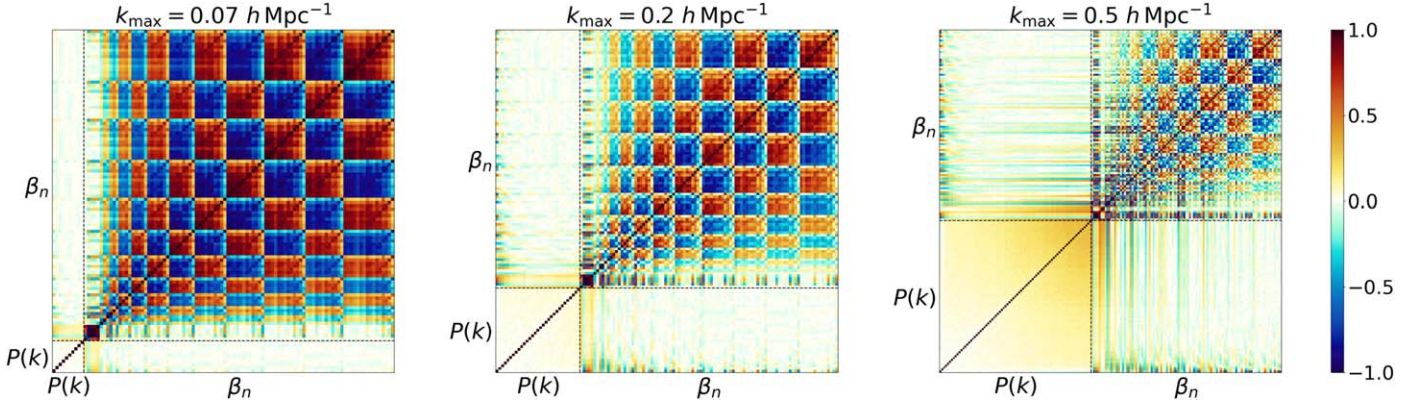 k_max = 0.07 h Mpc⁻¹
k_max = 0.2 h Mpc⁻¹
k_max = 0.5 h Mpc⁻¹
β_n
P(k)
P(k)
β_n
β_n
P(k)
P(k)
β_n
β_n
P(k)
P(k)
β_n
1.0
0.5
0.0
−0.5
−1.0